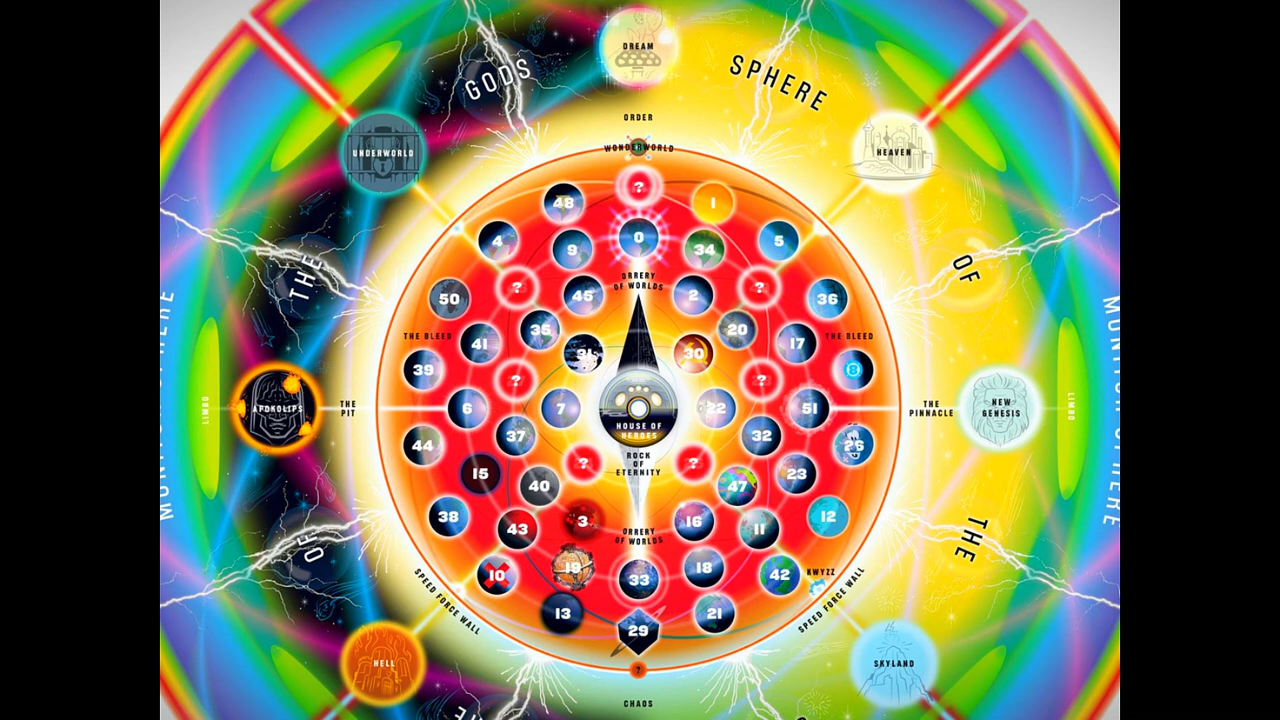 DREAM
GODS
SPHERE
ORDER
WONDERWORLD
UNDERWORLD
HEAVEN
?
48
1
4
9
0
34
5
ORRERY
OF WORLDS
THE
OF
50
?
45
2
?
36
THE BLEED
41
35
20
17
THE BLEED
39
31
30
8
?
?
LIMBO
APOKOLIPS
THE
PIT
6
7
22
51
THE
PINNACLE
NEW
GENESIS
LIMBO
HOUSE OF
HEROES
44
37
32
26
ROCK
OF
ETERNITY
15
?
?
23
40
47
38
43
3
16
11
12
ORRERY
OF WORLDS
OF
THE
10
19
33
18
42
KWYZZ
SPEED FORCE WALL
SPEED FORCE WALL
13
29
21
HELL
?
SKYLAND
CHAOS